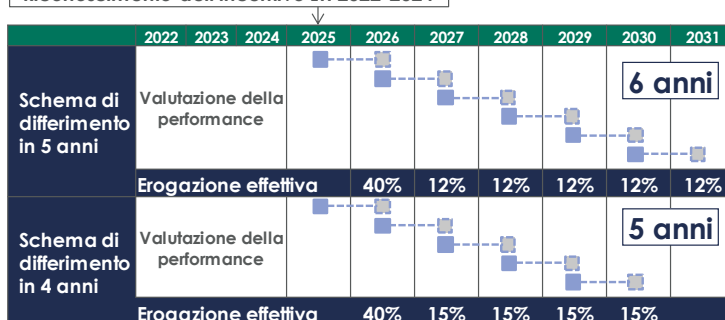 2022 2023 2024 2025 2026 2027 2028 2029 2030 2031
Schema di
differimento
in 5 anni
Valutazione della
performance
6 anni
Erogazione effettiva 40% 12% 12% 12% 12% 12%
Schema di
differimento
in 4 anni
Valutazione della
performance
5 anni
Erogazione effettiva 40% 15% 15% 15% 15%